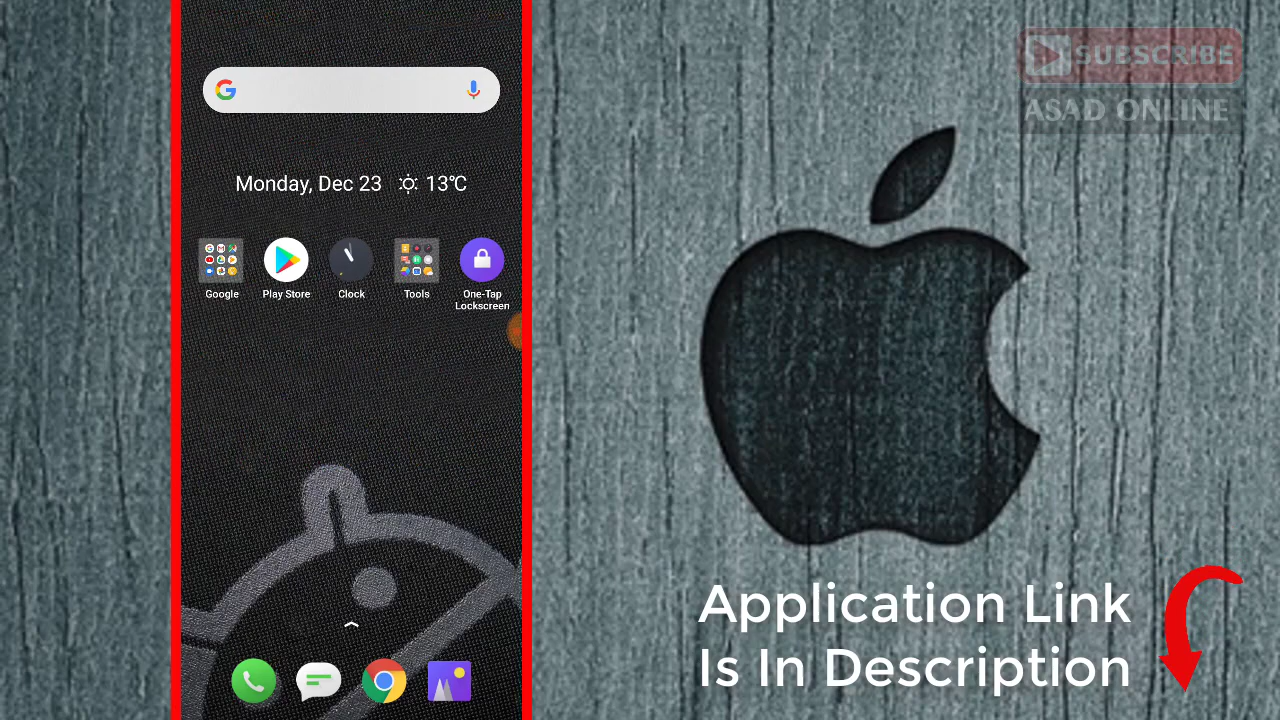 SUBSCRIBE
ASAD ONLINE
Monday, Dec 23 13°C
Google
Play Store
Clock
Tools
One-Tap
Lockscreen
Application Link
Is In Description